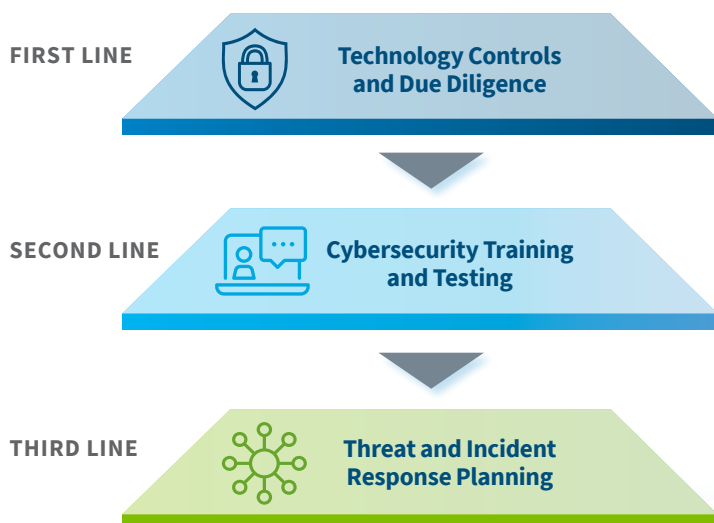 FIRST LINE
Technology Controls
and Due Diligence
SECOND LINE
Cybersecurity Training
and Testing
THIRD LINE
Threat and Incident
Response Planning